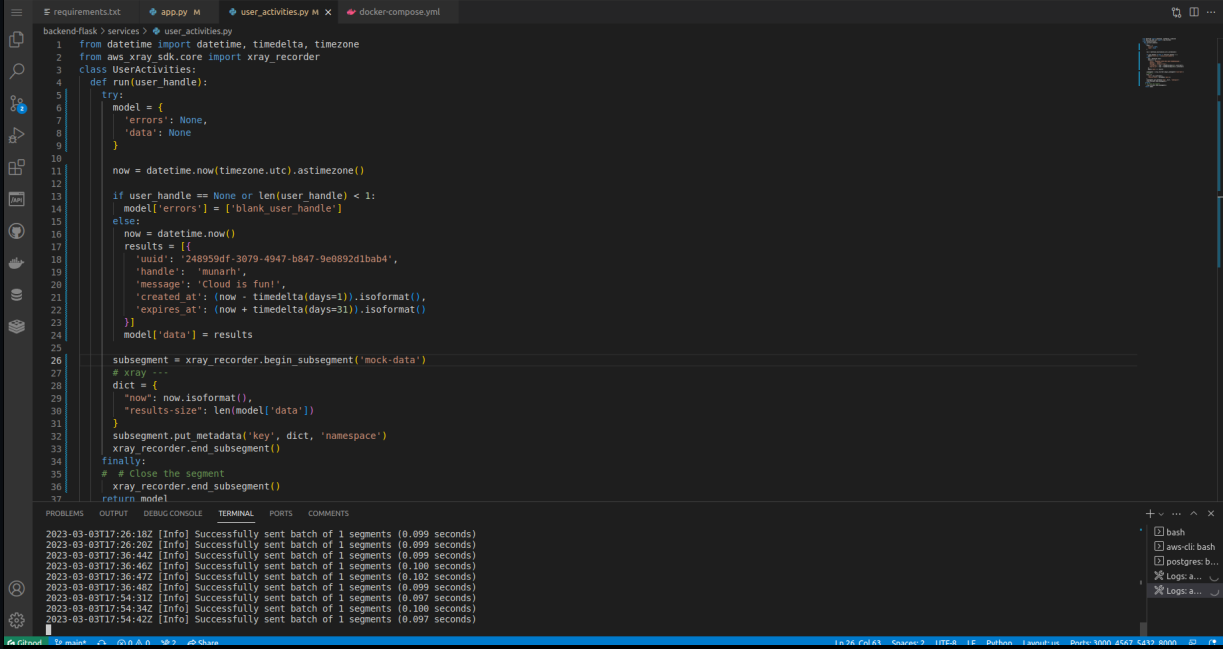 requirements.txt app.py M user_activities.py M docker-compose.yml
backend-flask > services > user_activities.py
1 from datetime import datetime, timedelta, timezone
2 from aws_xray_sdk.core import xray_recorder
3 class UserActivities:
4 def run(user_handle):
5 try:
6 model = {
7 'errors': None,
8 'data': None
9 }
10
11 now = datetime.now(timezone.utc).astimezone()
12
13 if user_handle == None or len(user_handle) < 1:
14 model['errors'] = ['blank_user_handle']
15 else:
16 now = datetime.now()
17 results = [{
18 'uuid': '248959df-3079-4947-b847-9e0892d1bab4',
19 'handle': 'munarh',
20 'message': 'Cloud is fun!',
21 'created_at': (now - timedelta(days=1)).isoformat(),
22 'expires_at': (now + timedelta(days=31)).isoformat()
23 }]
24 model['data'] = results
25
26 subsegment = xray_recorder.begin_subsegment('mock-data')
27 # xray ---
28 dict = {
29 "now": now.isoformat(),
30 "results-size": len(model['data'])
31 }
32 subsegment.put_metadata('key', dict, 'namespace')
33 xray_recorder.end_subsegment()
34 finally:
35 # # Close the segment
36 xray_recorder.end_subsegment()
37 return model
PROBLEMS OUTPUT DEBUG CONSOLE TERMINAL PORTS COMMENTS
2023-03-03T17:26:18Z [Info] Successfully sent batch of 1 segments (0.099 seconds)
2023-03-03T17:26:20Z [Info] Successfully sent batch of 1 segments (0.099 seconds)
2023-03-03T17:36:44Z [Info] Successfully sent batch of 1 segments (0.099 seconds)
2023-03-03T17:36:46Z [Info] Successfully sent batch of 1 segments (0.100 seconds)
2023-03-03T17:36:47Z [Info] Successfully sent batch of 1 segments (0.102 seconds)
2023-03-03T17:36:48Z [Info] Successfully sent batch of 1 segments (0.099 seconds)
2023-03-03T17:54:31Z [Info] Successfully sent batch of 1 segments (0.097 seconds)
2023-03-03T17:54:34Z [Info] Successfully sent batch of 1 segments (0.100 seconds)
2023-03-03T17:54:42Z [Info] Successfully sent batch of 1 segments (0.097 seconds)
bash
aws-cli: bash
postgres: b...
Logs: a...
Logs: a...
Gitpod main* 0 0 2 Share Ln 26, Col 63 Spaces: 2 UTF-8 LF Python Layout: us Ports: 3000, 4567, 5432, 8000